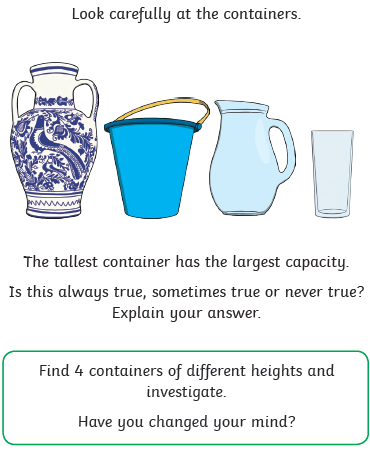 Look carefully at the containers.
The tallest container has the largest capacity.
Is this always true, sometimes true or never true?
Explain your answer.
Find 4 containers of different heights and
investigate.
Have you changed your mind?